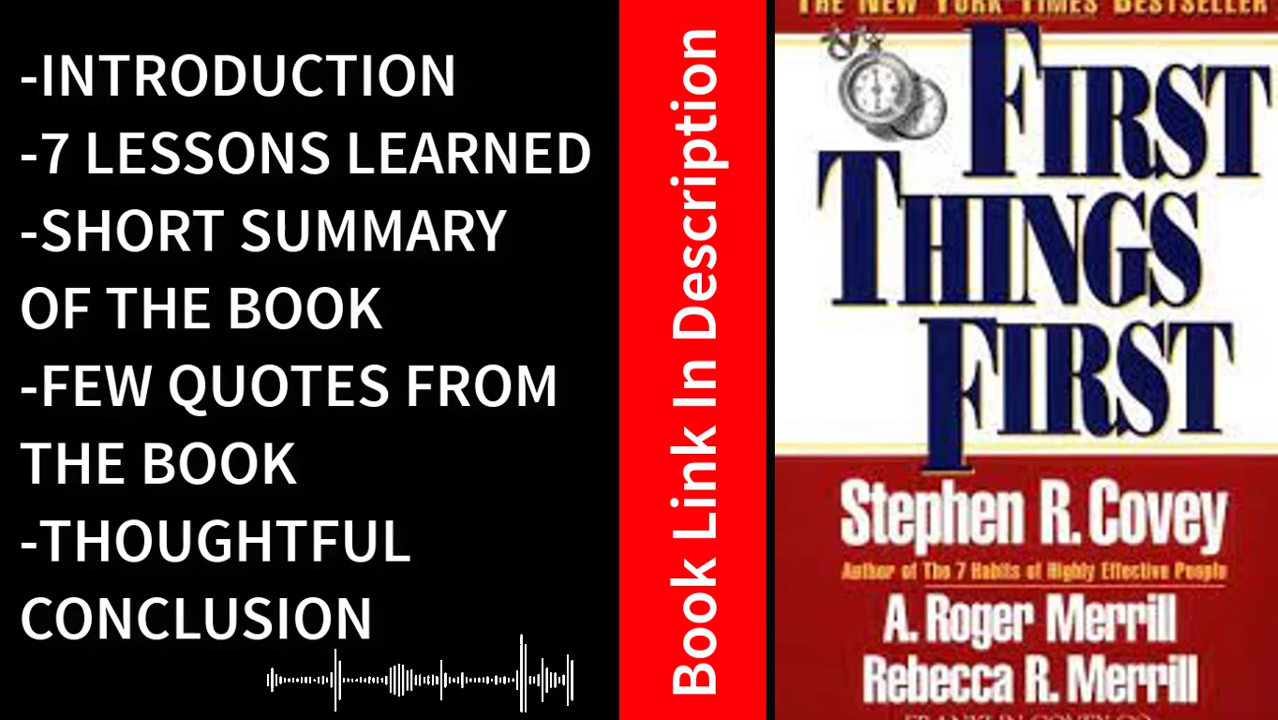 -INTRODUCTION
-7 LESSONS LEARNED
-SHORT SUMMARY
OF THE BOOK
-FEW QUOTES FROM
THE BOOK
-THOUGHTFUL
CONCLUSION
Book Link In Description
THE NEW YORK TIMES BESTSELLER
FIRST
THINGS
FIRST
Stephen R. Covey
Author of The 7 Habits of Highly Effective People
A. Roger Merrill
Rebecca R. Merrill